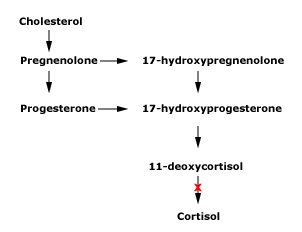 Cholesterol
Pregnenolone 17-hydroxypregnenolone
Progesterone 17-hydroxyprogesterone
11-deoxycortisol
Cortisol